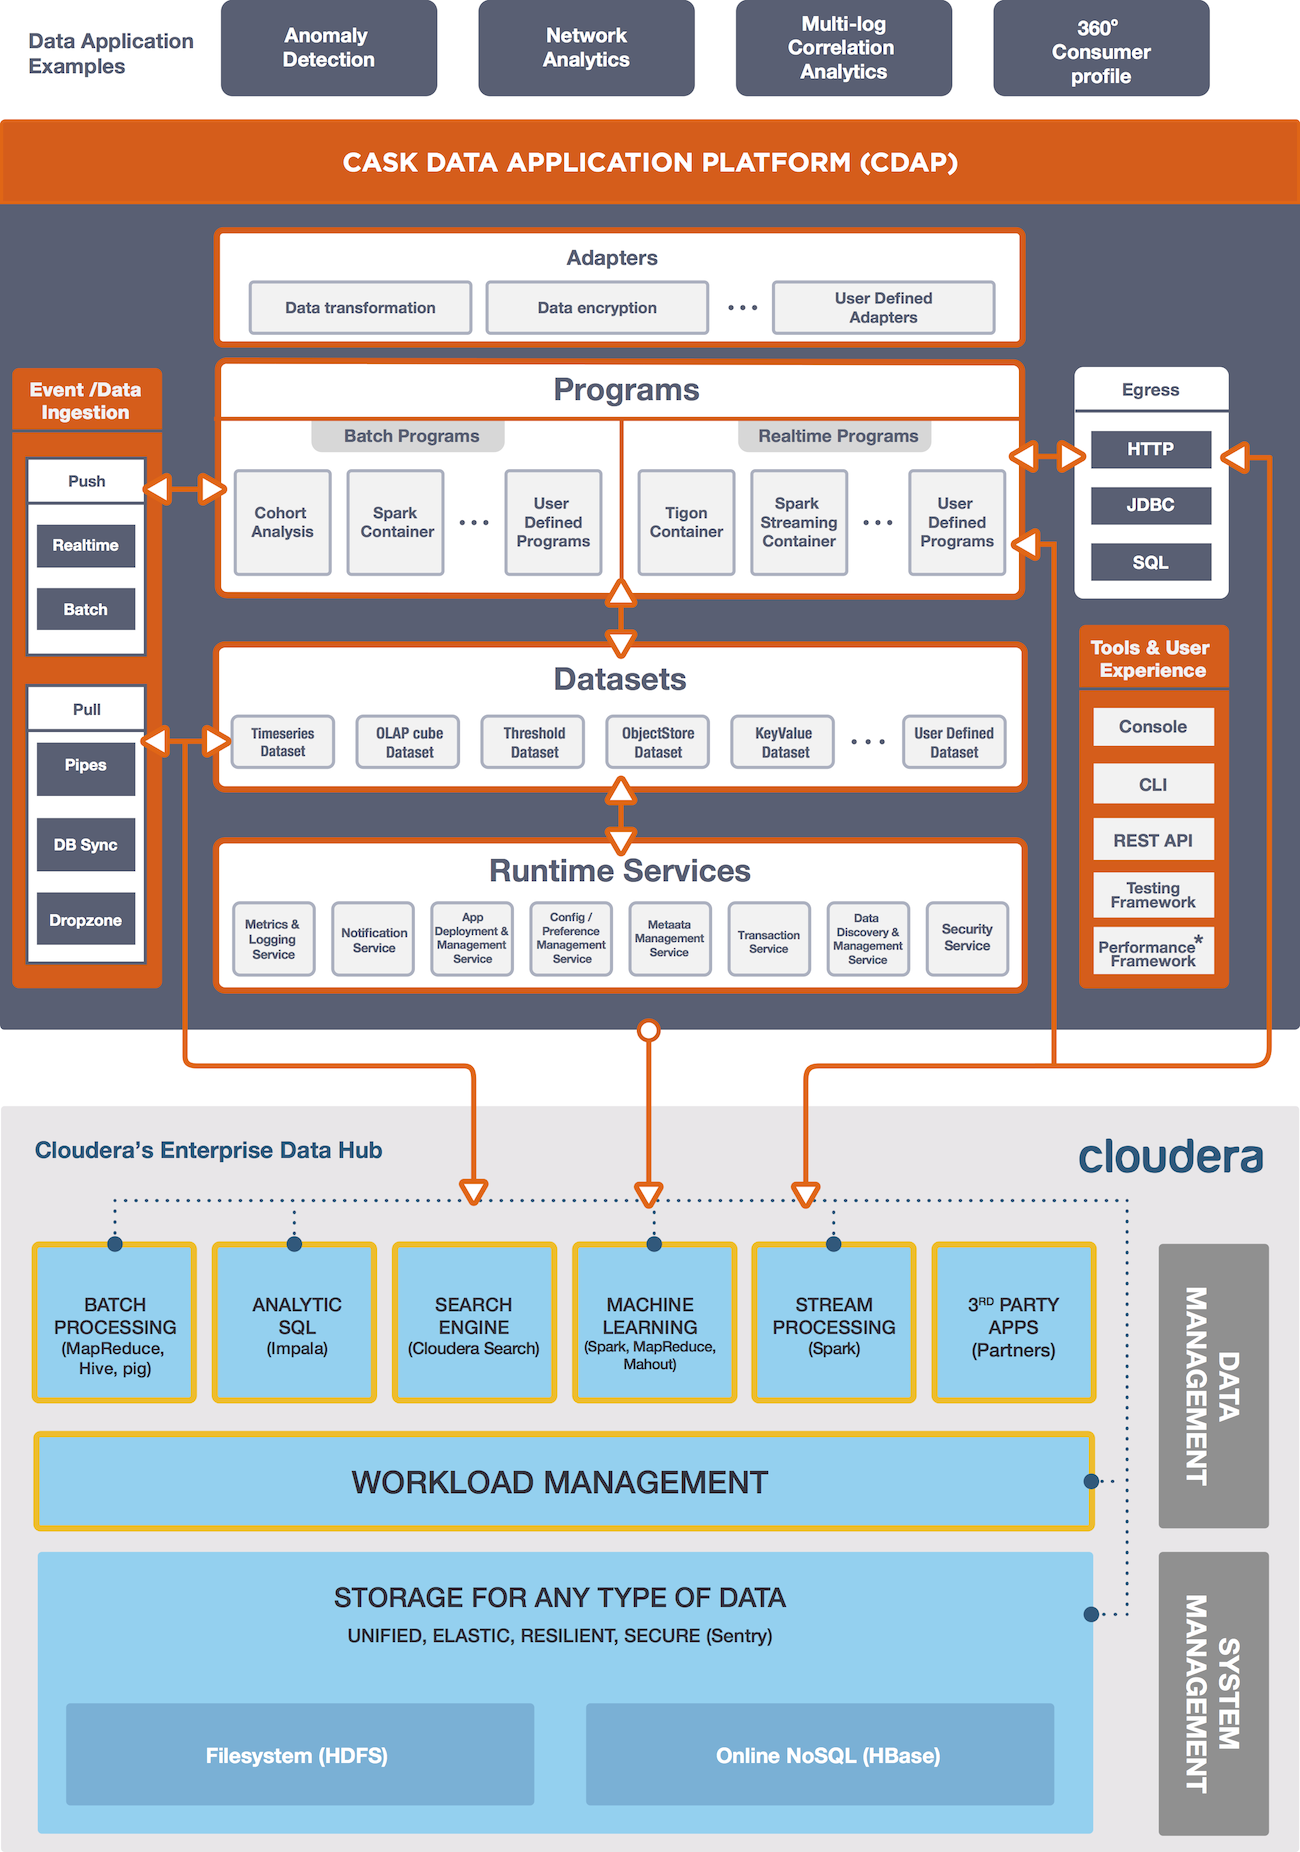 Data Application
Examples
Anomaly
Detection
Network
Analytics
Multi-log
Correlation
Analytics
360°
Consumer
profile
CASK DATA APPLICATION PLATFORM (CDAP)
Adapters
Data transformation
Data encryption
...
User Defined
Adapters
Event /Data
Ingestion
Push
Realtime
Batch
Pull
Pipes
DB Sync
Dropzone
Programs
Batch Programs
Cohort
Analysis
Spark
Container
...
User
Defined
Programs
Realtime Programs
Tigon
Container
Spark
Streaming
Container
...
User
Defined
Programs
Egress
HTTP
JDBC
SQL
Datasets
Timeseries
Dataset
OLAP cube
Dataset
Threshold
Dataset
ObjectStore
Dataset
KeyValue
Dataset
...
User Defined
Dataset
Tools & User
Experience
Console
CLI
REST API
Testing
Framework
Performance*
Framework
Runtime Services
Metrics &
Logging
Service
Notification
Service
App
Deployment &
Management
Service
Config /
Preference
Management
Service
Metaata
Management
Service
Transaction
Service
Data
Discovery &
Management
Service
Security
Service
Cloudera's Enterprise Data Hub
cloudera
BATCH
PROCESSING
(MapReduce,
Hive, pig)
ANALYTIC
SQL
(Impala)
SEARCH
ENGINE
(Cloudera Search)
MACHINE
LEARNING
(Spark, MapReduce,
Mahout)
STREAM
PROCESSING
(Spark)
3RD PARTY
APPS
(Partners)
DATA
MANAGEMENT
WORKLOAD MANAGEMENT
STORAGE FOR ANY TYPE OF DATA
UNIFIED, ELASTIC, RESILIENT, SECURE (Sentry)
Filesystem (HDFS)
Online NoSQL (HBase)
SYSTEM
MANAGEMENT